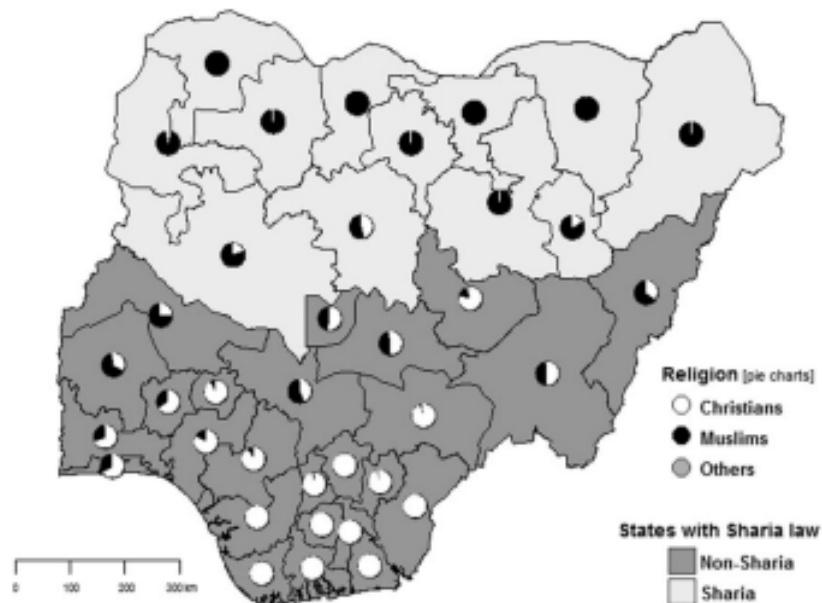 Religion [pie charts]
Christians
Muslims
Others
States with Sharia law
Non-Sharia
Sharia
0 100 200 300 km